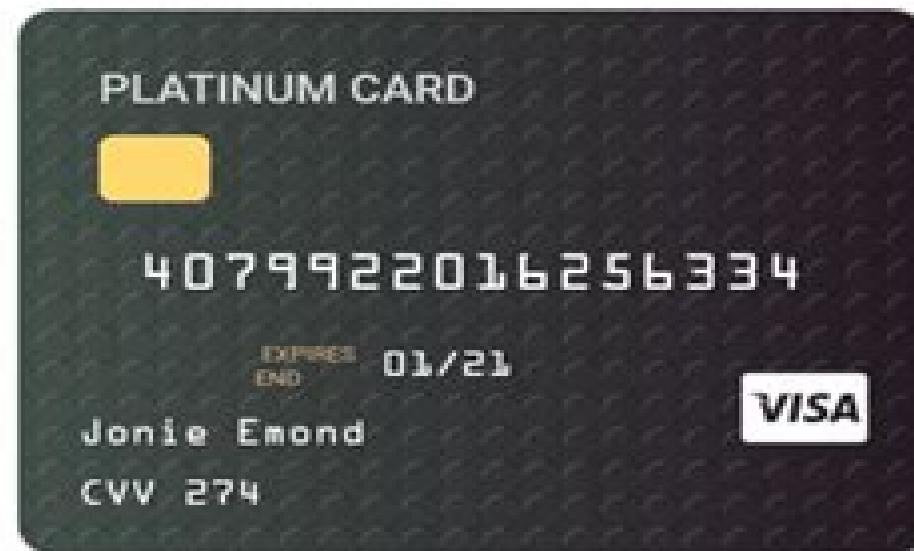 PLATINUM CARD
4079922016256334
EXPIRES
END
01/21
VISA
Jonie Emond
CVV 274